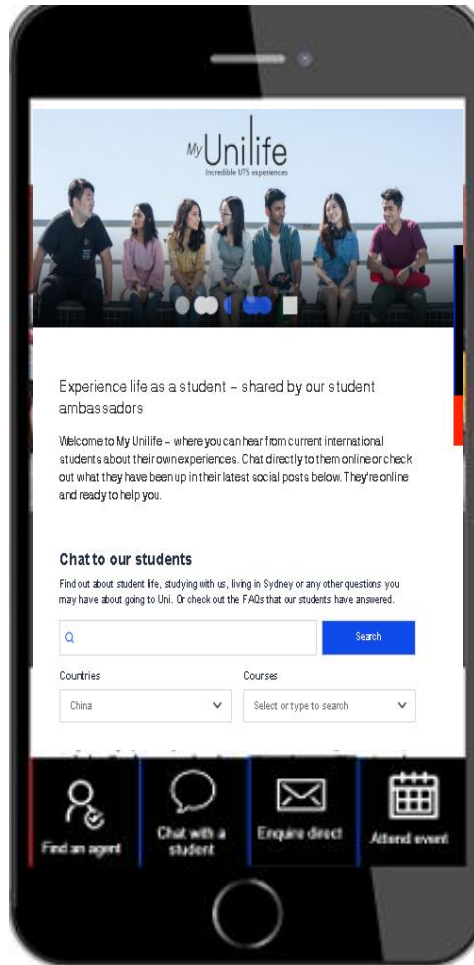 My Unilife
Incredible UTS experiences
Experience life as a student – shared by our student
ambassadors
Welcome to My Unilife – where you can hear from current international
students about their own experiences. Chat directly to them online or check
out what they have been up in their latest social posts below. They're online
and ready to help you.
Chat to our students
Find out about student life, studying with us, living in Sydney or any other questions you
may have about going to Uni. Or check out the FAQs that our students have answered.
Search
Countries Courses
China Select or type to search
Find an agent
Chat with a
student
Enquire direct
Attend event